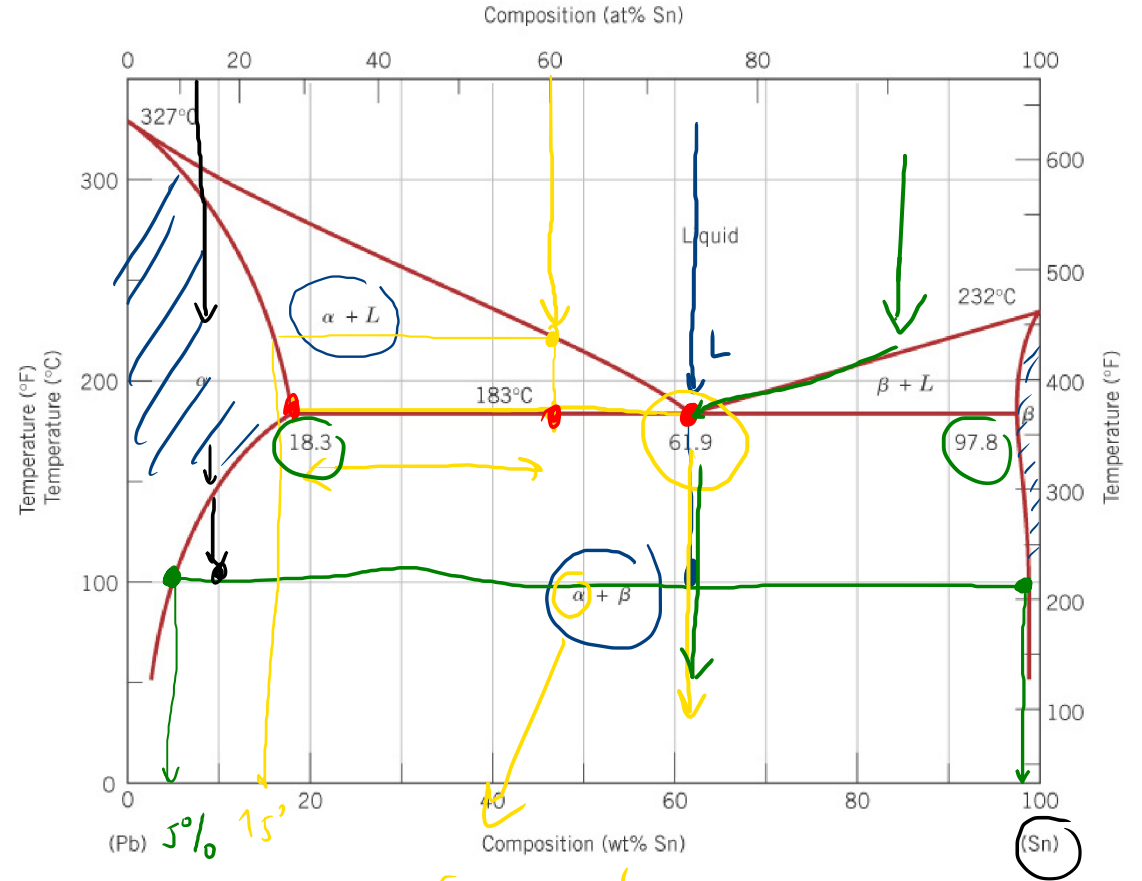 Composition (at% Sn)
0 20 40 60 80 100
327°C
300
600
Liquid
500
232°C
α + L
200
α
183°C
L
β + L
400
β
18.3
61.9
97.8
300
100
α + β
200
100
0
0 20 40 60 80 100
(Pb)
5%
15
Composition (wt% Sn)
(Sn)
Temperature (°F)
Temperature (°C)
Temperature (°F)